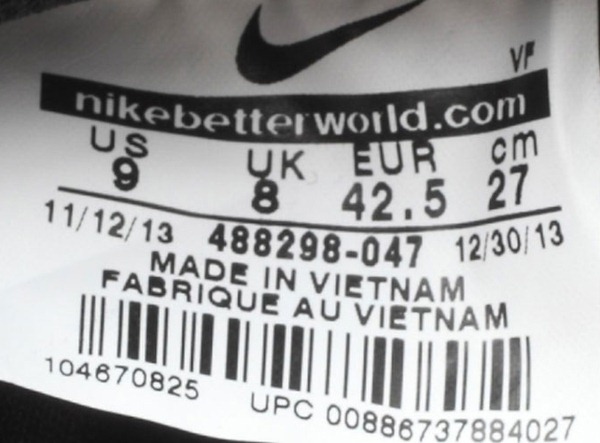 VF
nikebetterworld.com
US UK EUR cm
9 8 42.5 27
11/12/13 488298-047 12/30/13
MADE IN VIETNAM
FABRIQUE AU VIETNAM
104670825 UPC 00886737884027